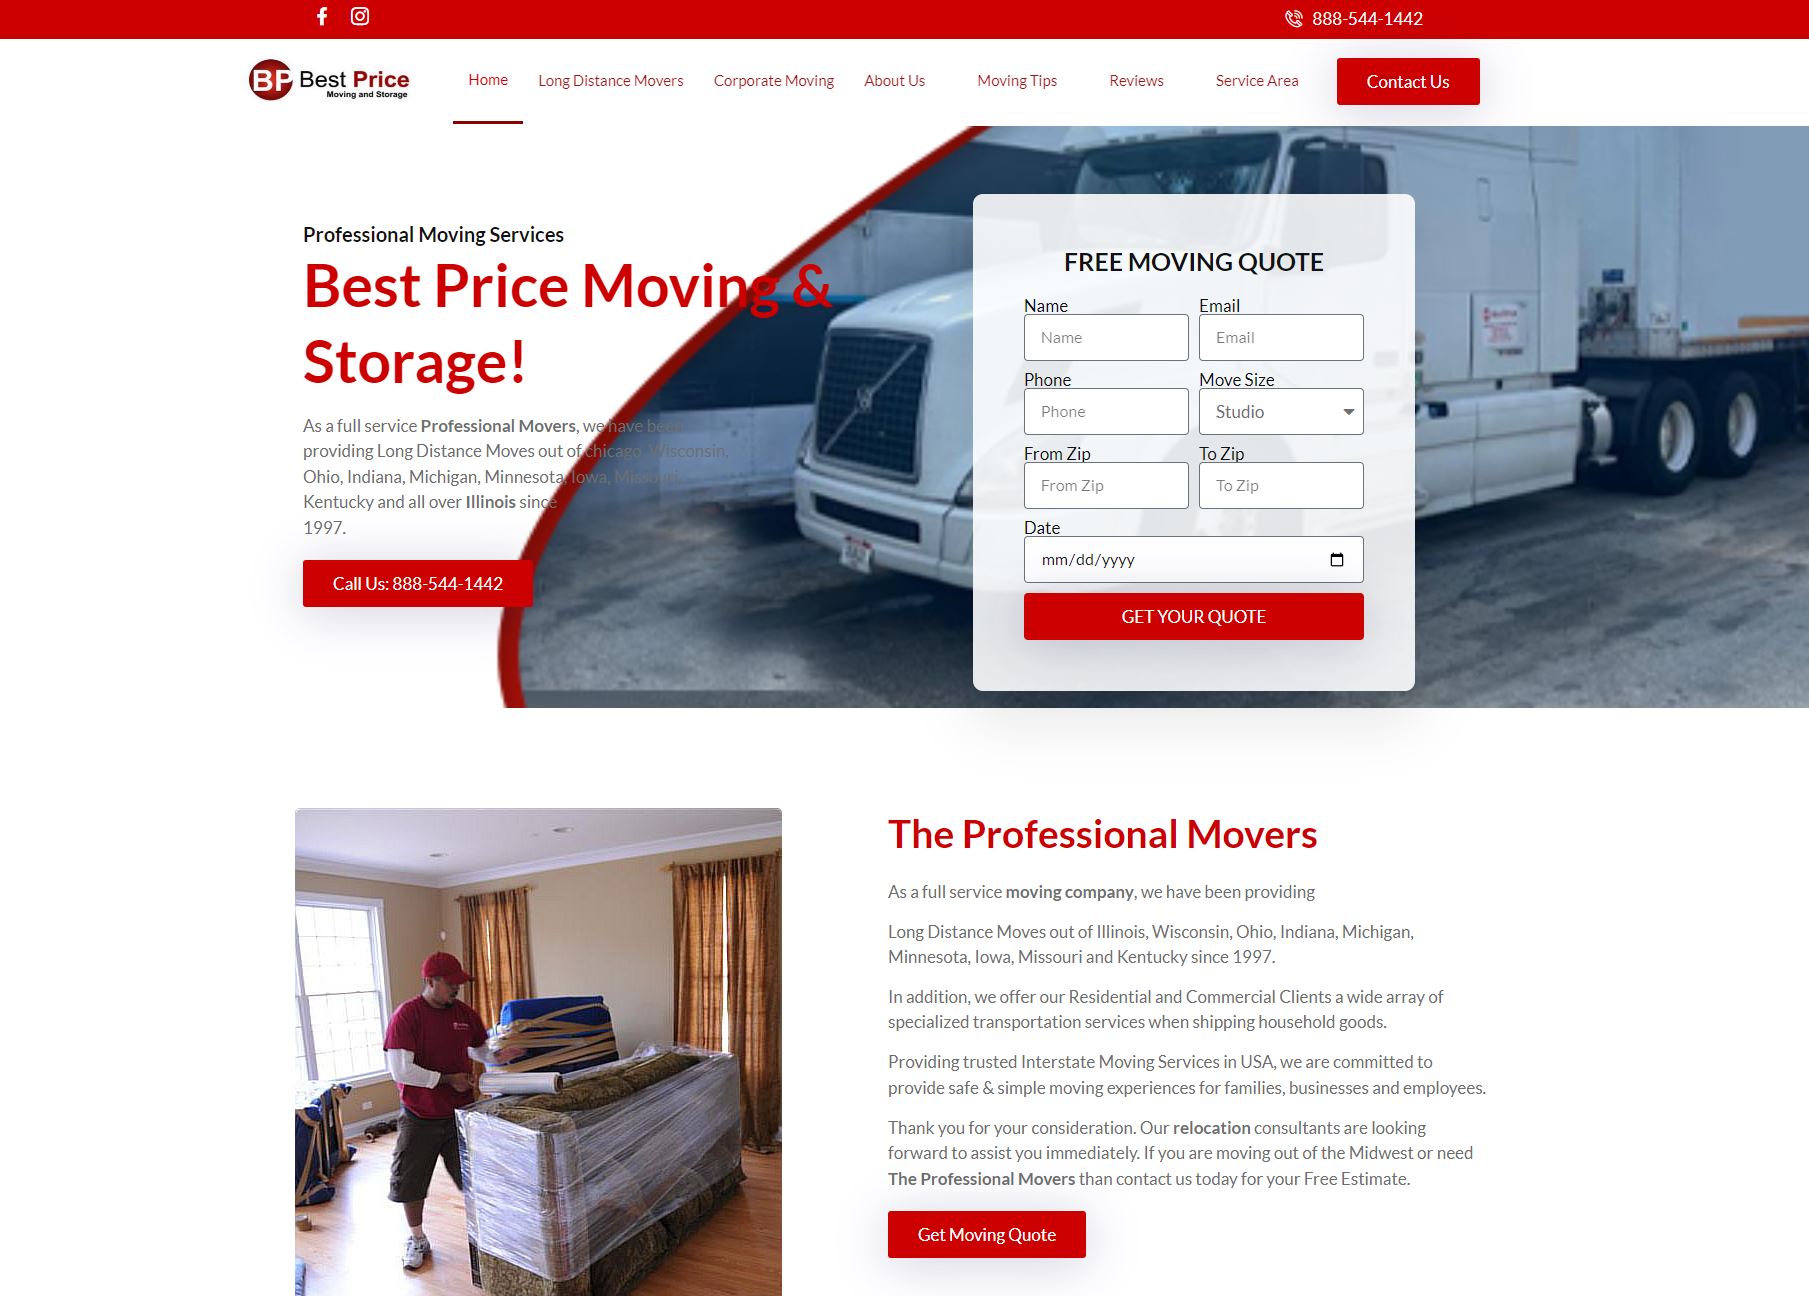 888-544-1442
BP Best Price
Moving and Storage
Home
Long Distance Movers
Corporate Moving
About Us
Moving Tips
Reviews
Service Area
Contact Us
Professional Moving Services
Best Price Moving &
Storage!
As a full service Professional Movers, we have been
providing Long Distance Moves out of chicago, Wisconsin,
Ohio, Indiana, Michigan, Minnesota, Iowa, Missouri,
Kentucky and all over Illinois since
1997.
Call Us: 888-544-1442
FREE MOVING QUOTE
Name Email
Name Email
Phone Move Size
Phone Studio
From Zip To Zip
From Zip To Zip
Date
mm/dd/yyyy
GET YOUR QUOTE
The Professional Movers
As a full service moving company, we have been providing
Long Distance Moves out of Illinois, Wisconsin, Ohio, Indiana, Michigan,
Minnesota, Iowa, Missouri and Kentucky since 1997.
In addition, we offer our Residential and Commercial Clients a wide array of
specialized transportation services when shipping household goods.
Providing trusted Interstate Moving Services in USA, we are committed to
provide safe & simple moving experiences for families, businesses and employees.
Thank you for your consideration. Our relocation consultants are looking
forward to assist you immediately. If you are moving out of the Midwest or need
The Professional Movers than contact us today for your Free Estimate.
Get Moving Quote